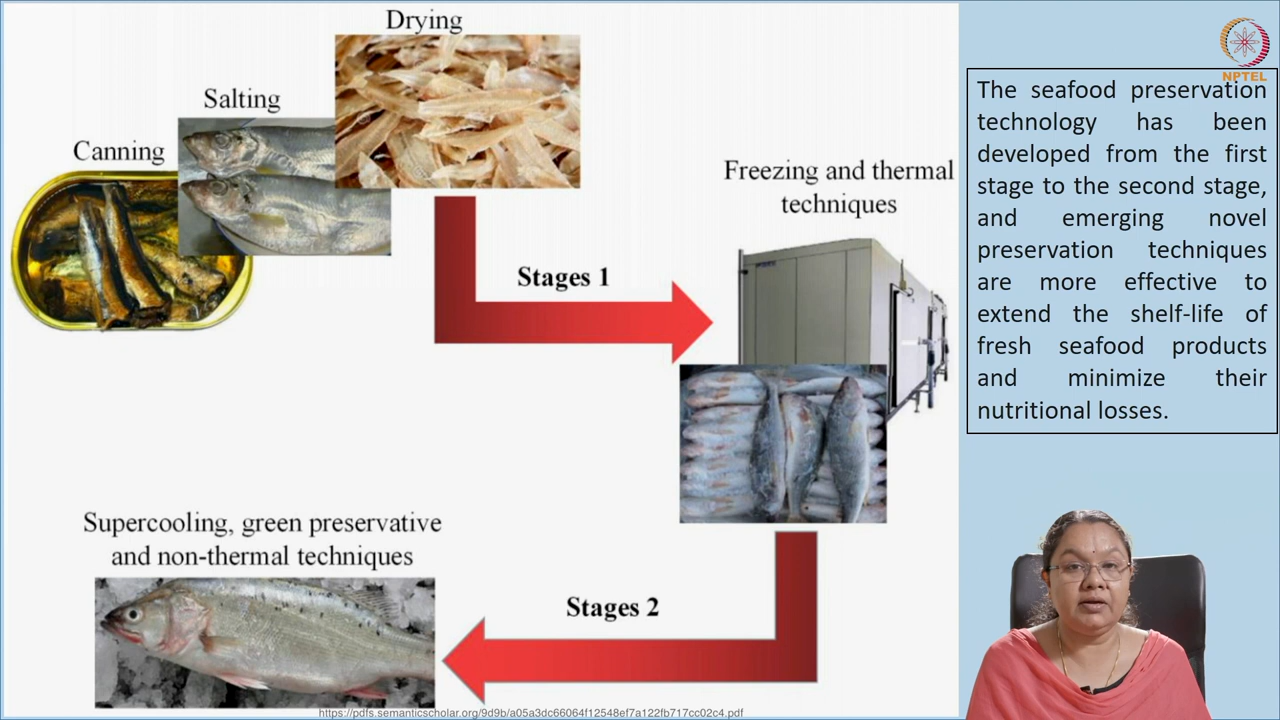 Drying
Salting
Canning
Freezing and thermal
techniques
Stages 1
Supercooling, green preservative
and non-thermal techniques
Stages 2
https://pdfs.semanticscholar.org/9d9b/a05a3dc66064f12548ef7a122fb717cc02c4.pdf
NPTEL
The seafood preservation
technology has been
developed from the first
stage to the second stage,
and emerging novel
preservation techniques
are more effective to
extend the shelf-life of
fresh seafood products
and minimize their
nutritional losses.